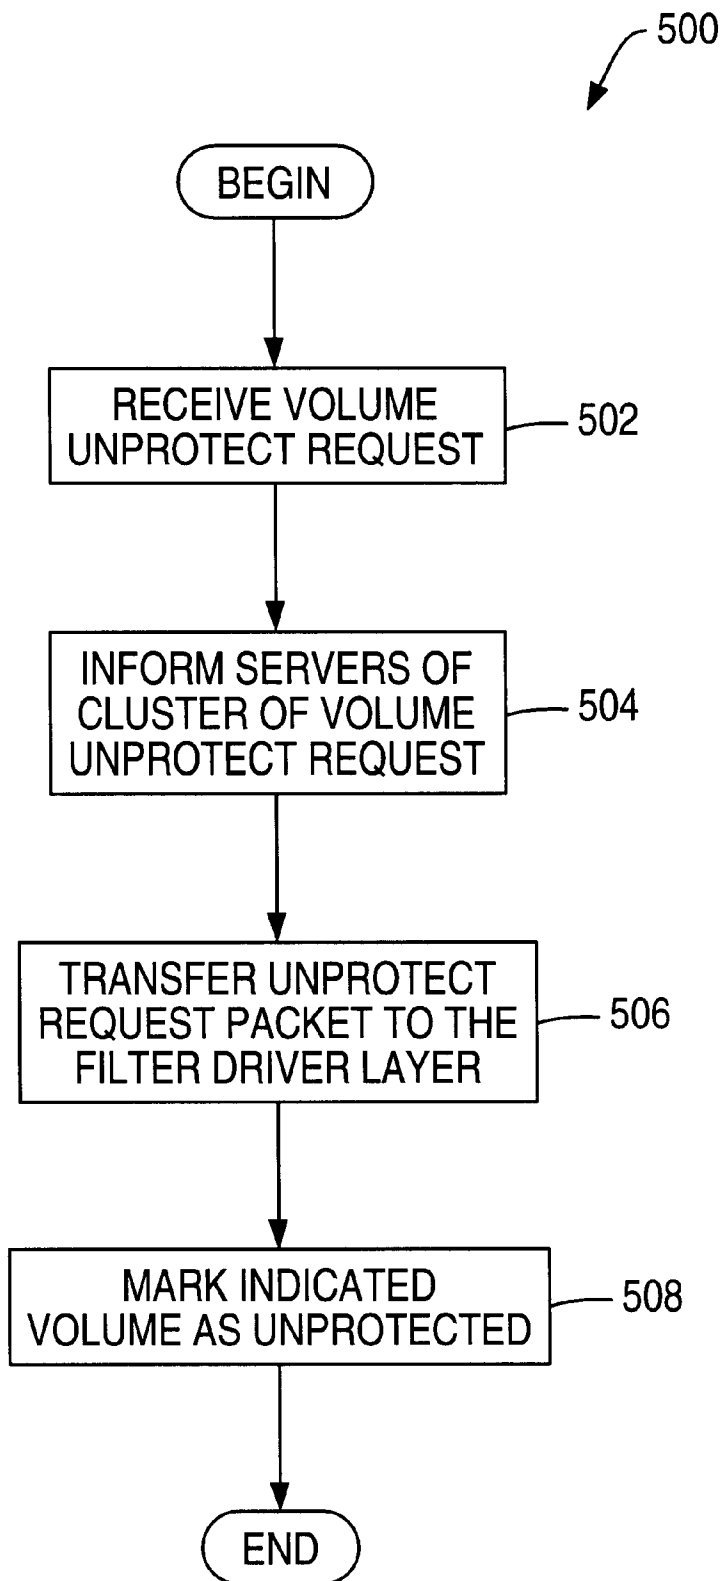 500
BEGIN
RECEIVE VOLUME
UNPROTECT REQUEST
502
INFORM SERVERS OF
CLUSTER OF VOLUME
UNPROTECT REQUEST
504
TRANSFER UNPROTECT
REQUEST PACKET TO THE
FILTER DRIVER LAYER
506
MARK INDICATED
VOLUME AS UNPROTECTED
508
END